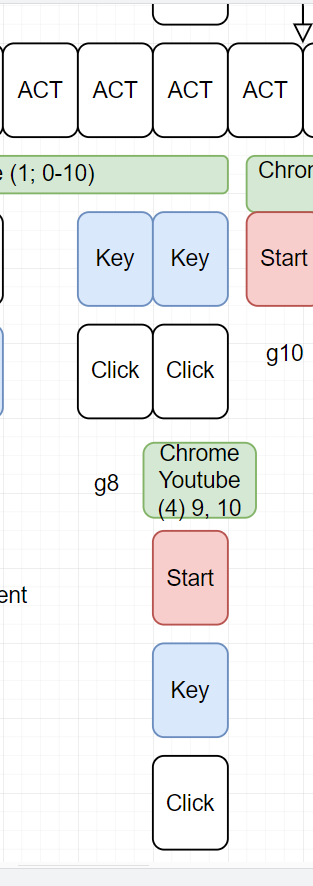 ACT ACT ACT ACT
e (1; 0-10)
Chror
Key Key Start
Click Click
g10
Chrome
g8 Youtube
(4) 9, 10
Start
ent
Key
Click